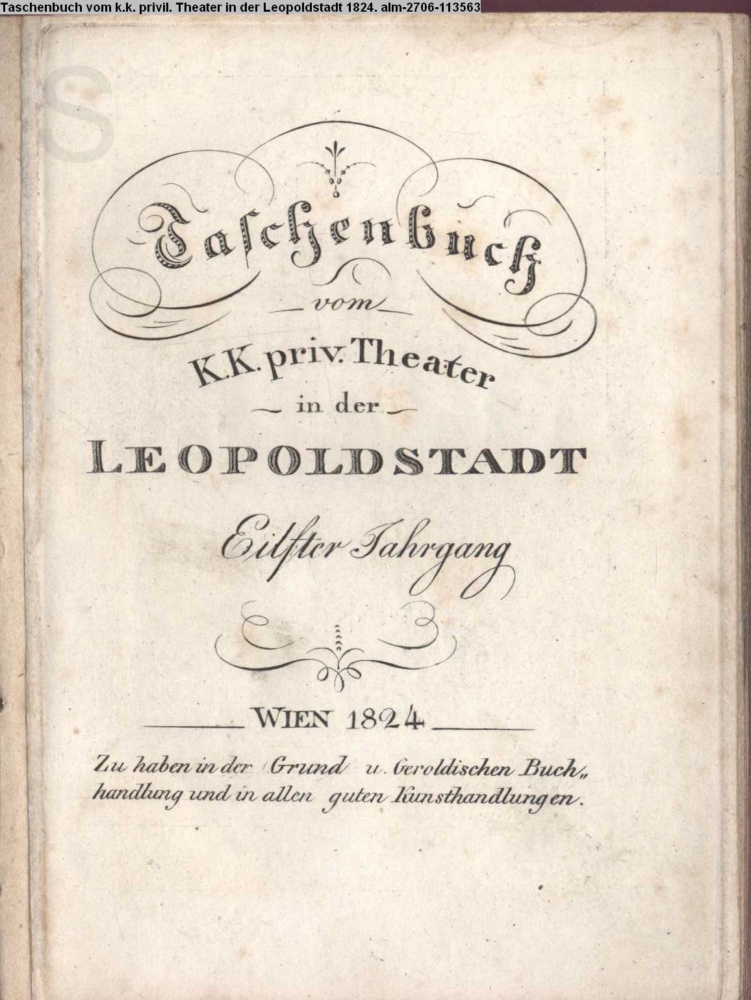 Taschenbuch vom k.k. privil. Theater in der Leopoldstadt 1824. alm-2706-113563
S
Taschenbuch
vom
K.K. priv. Theater
in der
LEOPOLDSTADT
Eilfter Jahrgang
WIEN 1824
Zu haben in der Grund u. Geroldischen Buch„
handlung und in allen guten Kunsthandlungen.